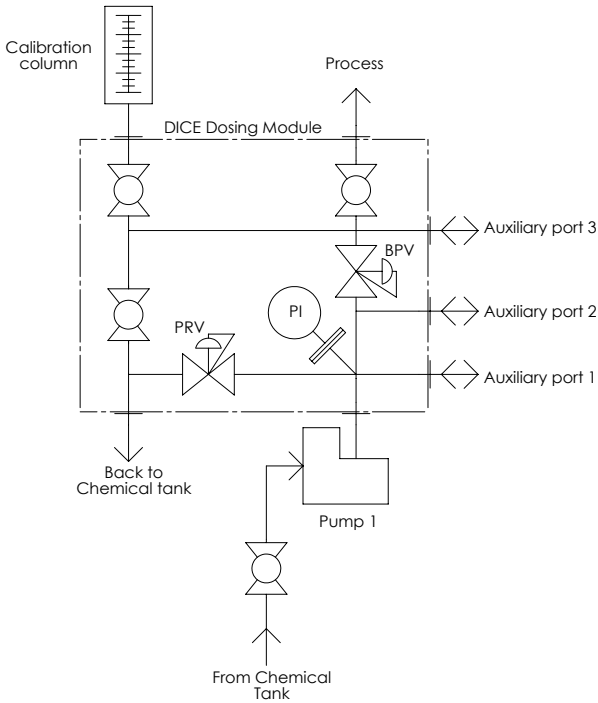 Calibration
column
Process
DICE Dosing Module
Auxiliary port 3
BPV
Auxiliary port 2
PI
PRV
Auxiliary port 1
Back to
Chemical tank
Pump 1
From Chemical
Tank